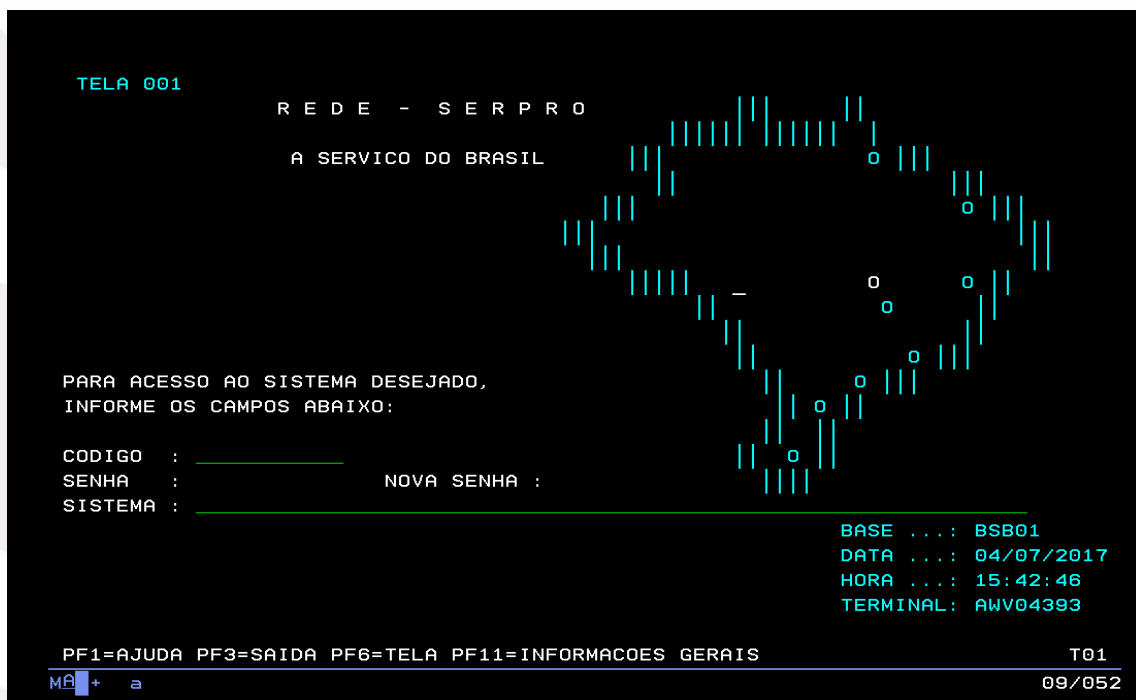 TELA 001
R E D E - S E R P R O
A SERVICO DO BRASIL
PARA ACESSO AO SISTEMA DESEJADO,
INFORME OS CAMPOS ABAIXO:
CODIGO :
SENHA : NOVA SENHA :
SISTEMA :
BASE ...: BSB01
DATA ...: 04/07/2017
HORA ...: 15:42:46
TERMINAL: AWV04393
PF1=AJUDA PF3=SAIDA PF6=TELA PF11=INFORMACOES GERAIS T01
MA + a 09/052